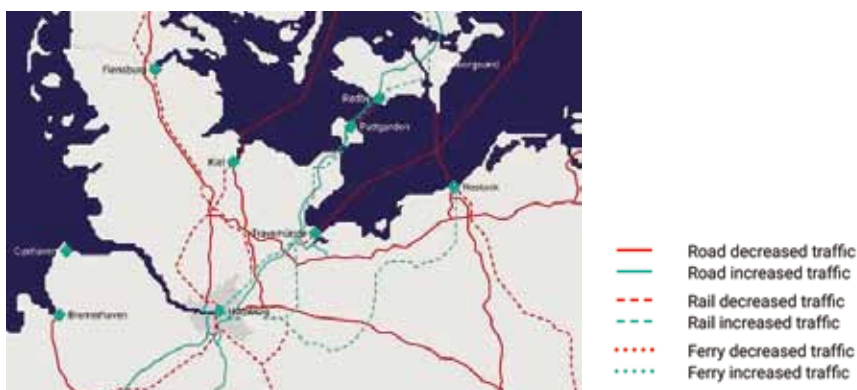 Flensburg
Rødby
Puttgarden
Kiel
Rostock
Travemünde
Cuxhaven
Hamburg
Bremerhaven
Road decreased traffic
Road increased traffic
Rail decreased traffic
Rail increased traffic
Ferry decreased traffic
Ferry increased traffic